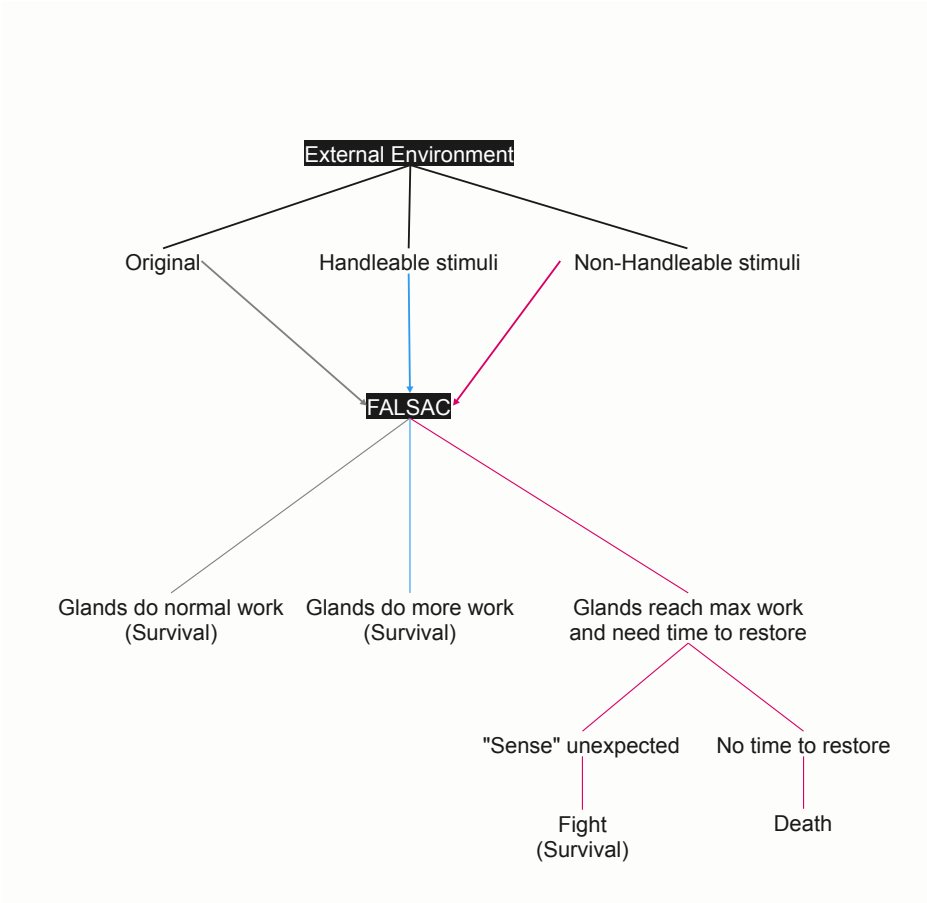 External Environment
Original
Handleable stimuli
Non-Handleable stimuli
FALSAC
Glands do normal work
(Survival)
Glands do more work
(Survival)
Glands reach max work
and need time to restore
"Sense" unexpected
No time to restore
Fight
(Survival)
Death